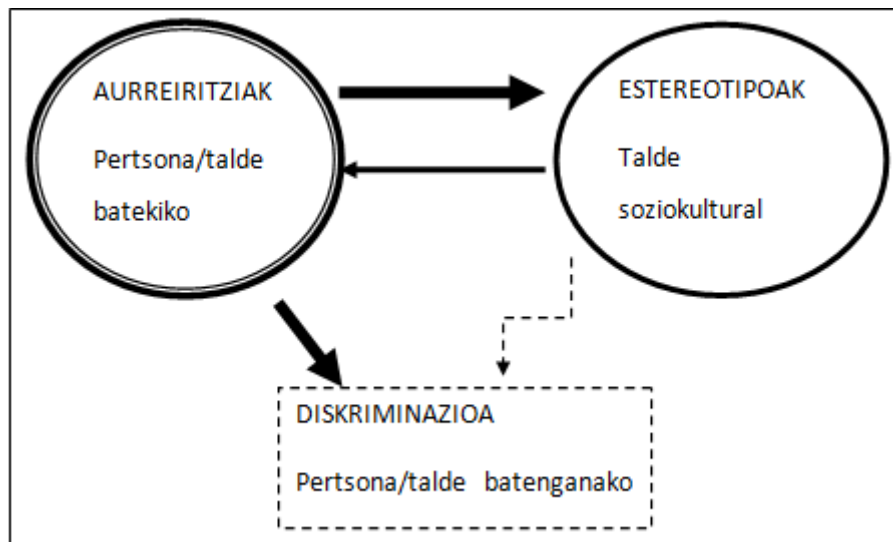 AURREIRITZIAK
Pertsona/talde
batekiko
ESTEREOTIPOAK
Talde
soziokultural
DISKRIMINAZIOA
Pertsona/talde batenganako